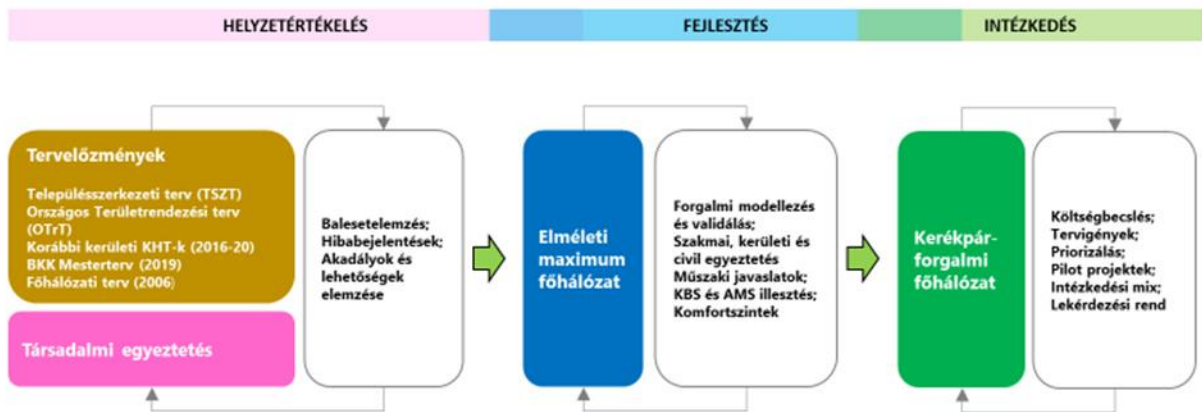 HELYZETÉRTÉKELÉS
FEJLESZTÉS
INTÉZKEDÉS
Tervelőzmények
Településszerkezeti terv (TSZT)
Országos Területrendezési terv
(OTrT)
Korábbi kerületi KHT-k (2016-20)
BKK Mesterterv (2019)
Főhálózati terv (2006)
Társadalmi egyeztetés
Balesetelemzés;
Hibabejelentések;
Akadályok és
lehetőségek
elemzése
Elméleti
maximum
főhálózat
Forgalmi modellezés
és validálás;
Szakmai, kerületi és
civil egyeztetés
Műszaki javaslatok;
KBS és AMS illesztés;
Komfortszintek
Kerékpár-
forgalmi
főhálózat
Költségbecslés;
Tervigények;
Priorizálás;
Pilot projektek;
Intézkedési mix;
Lekérdezési rend